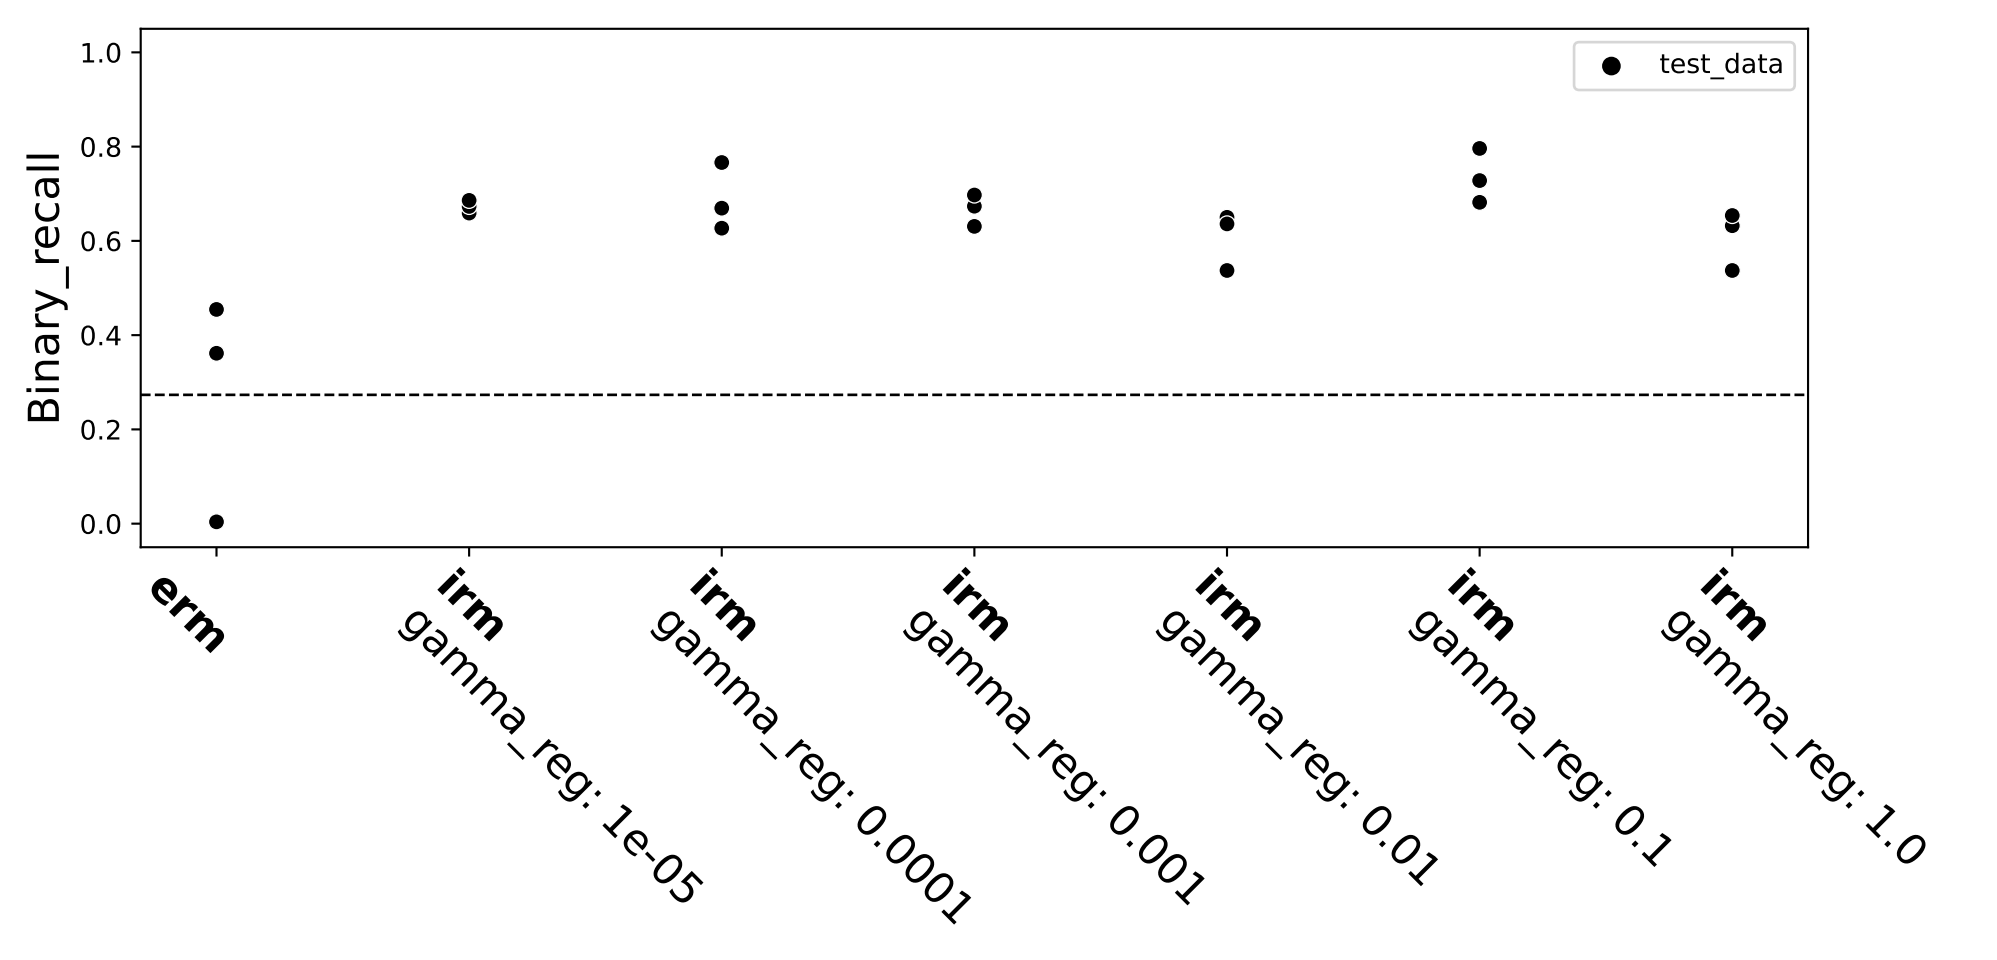 Binary_recall
1.0
0.8
0.6
0.4
0.2
0.0
test_data
erm
irm
gamma_reg: 1e-05
irm
gamma_reg: 0.0001
irm
gamma_reg: 0.001
irm
gamma_reg: 0.01
irm
gamma_reg: 0.1
irm
gamma_reg: 1.0